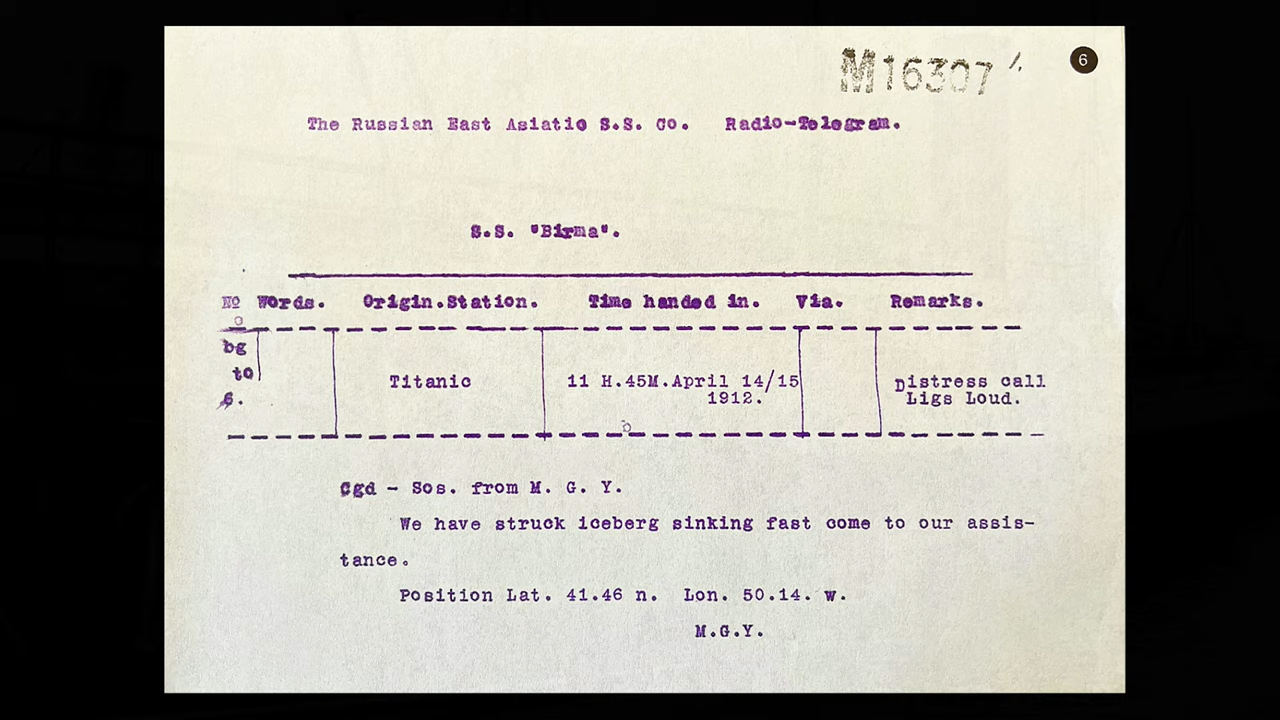 M16307
6
The Russian East Asiatic S.S. Co. Radio-Telegram.
S.S. "Birma".
No Words. Origin.Station. Time handed in. Via. Remarks.
bg
to
6.
Titanic
11 H.45M.April 14/15
1912.
Distress call
Ligs Loud.
Cgd - Sos. from M. G. Y.
We have struck iceberg sinking fast come to our assis-
tance.
Position Lat. 41.46 n. Lon. 50.14. w.
M.G.Y.